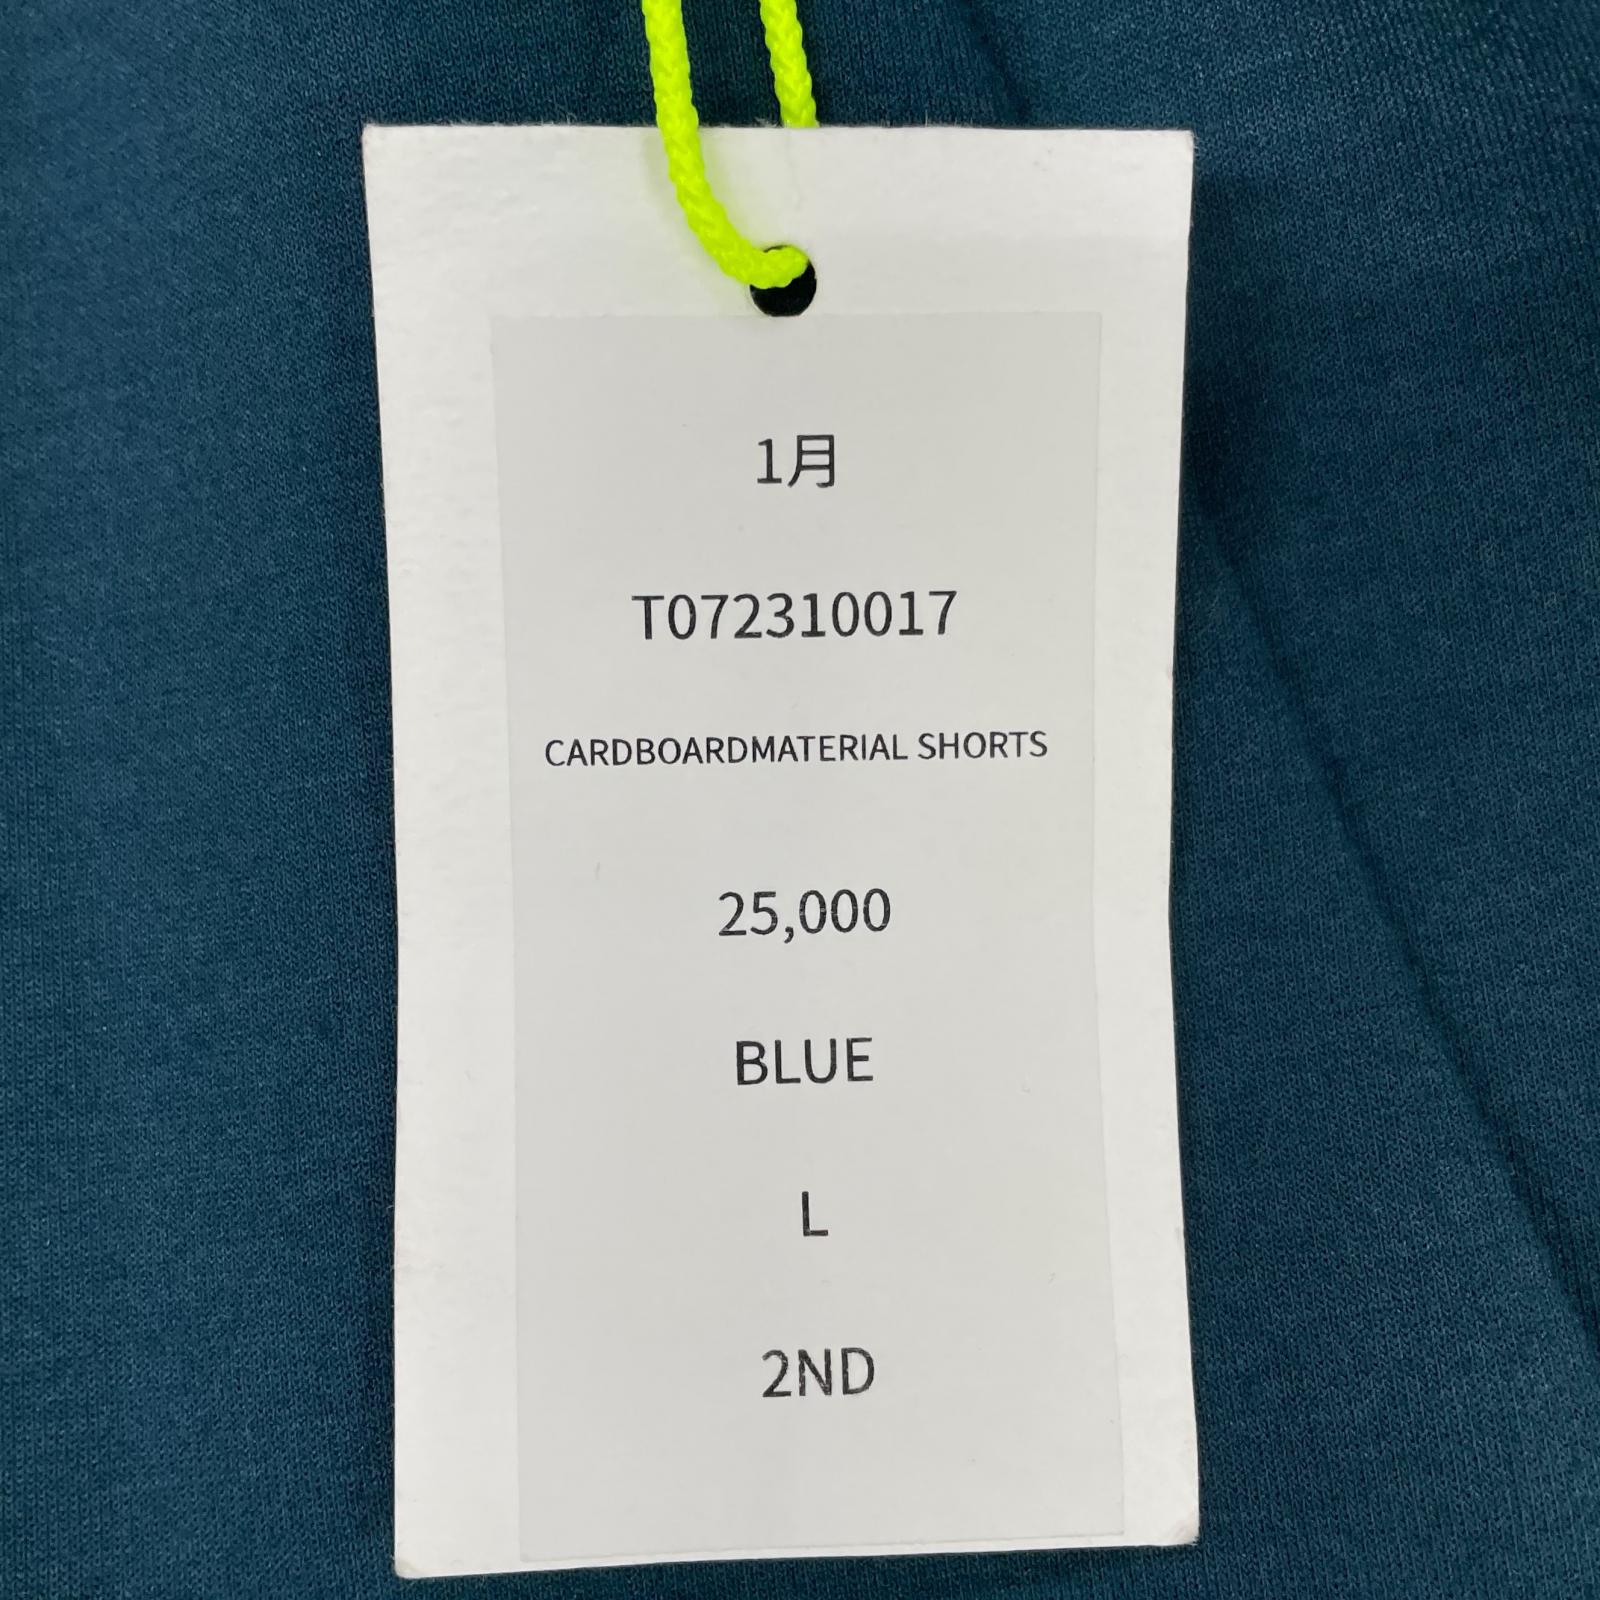 1月
T072310017
CARDBOARDMATERIAL SHORTS
25,000
BLUE
L
2ND